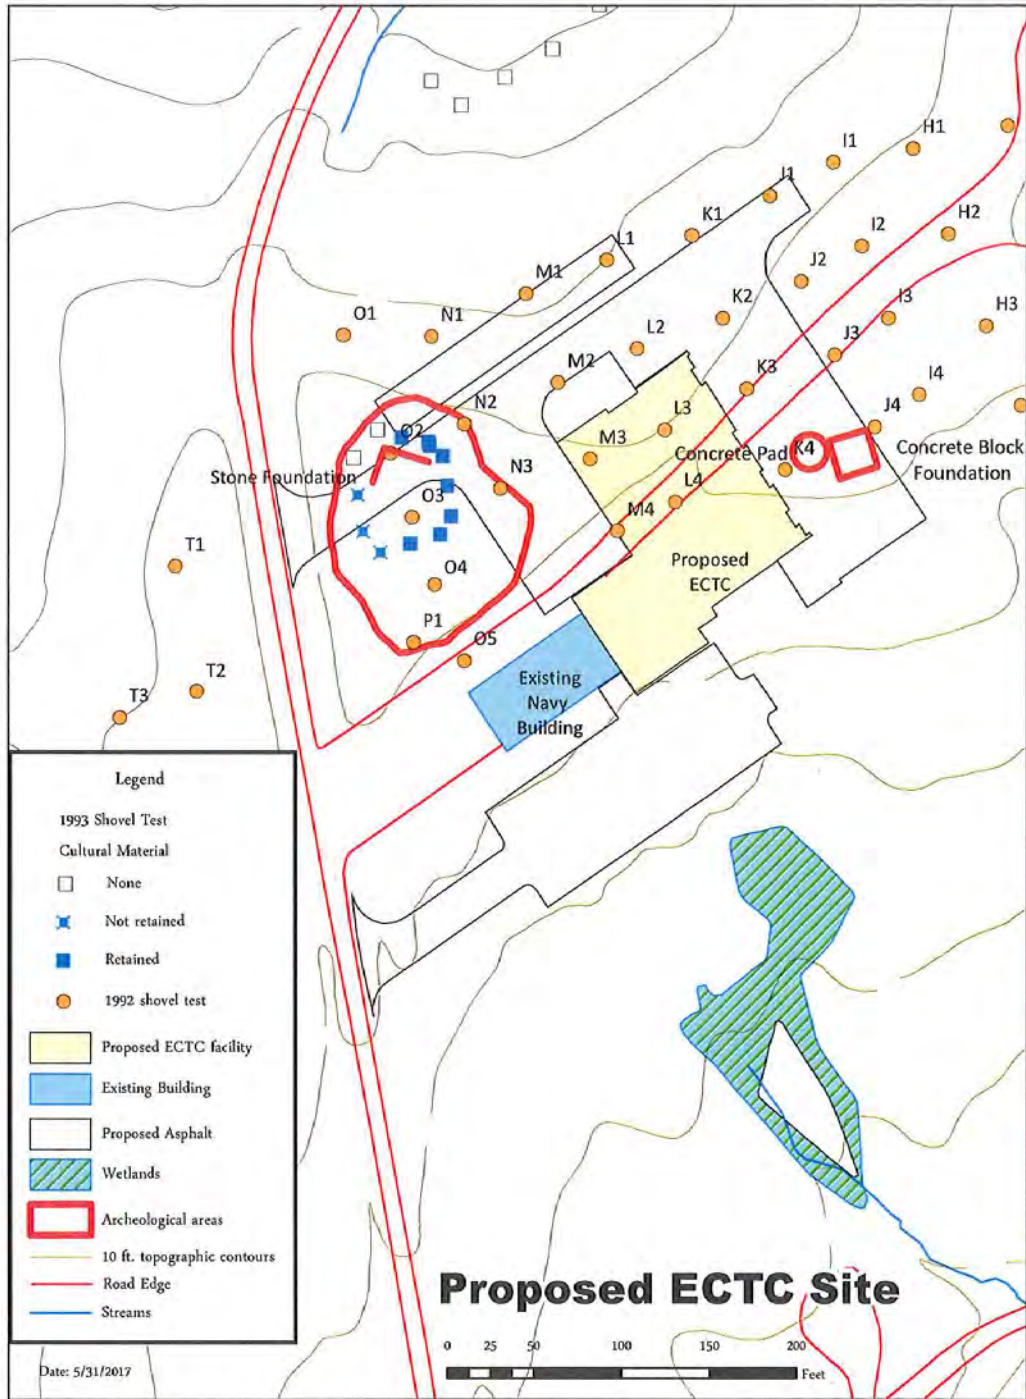 H1
I1
I1
H2
K1
I2
L1
J2
M1
I3
H3
O1
N1
K2
L2
J3
K3
M2
I4
N2
J4
L3
O2
M3
Concrete Pad
K4
Concrete Block
Foundation
Stone Foundation
N3
L4
O3
M4
T1
Proposed
ECTC
O4
P1
O5
T2
Existing
Navy
Building
T3
Legend
1993 Shovel Test
Cultural Material
None
Not retained
Retained
1992 shovel test
Proposed ECTC facility
Existing Building
Proposed Asphalt
Wetlands
Archeological areas
10 ft. topographic contours
Road Edge
Streams
Proposed ECTC Site
0 25 50 100 150 200
Feet
Date: 5/31/2017